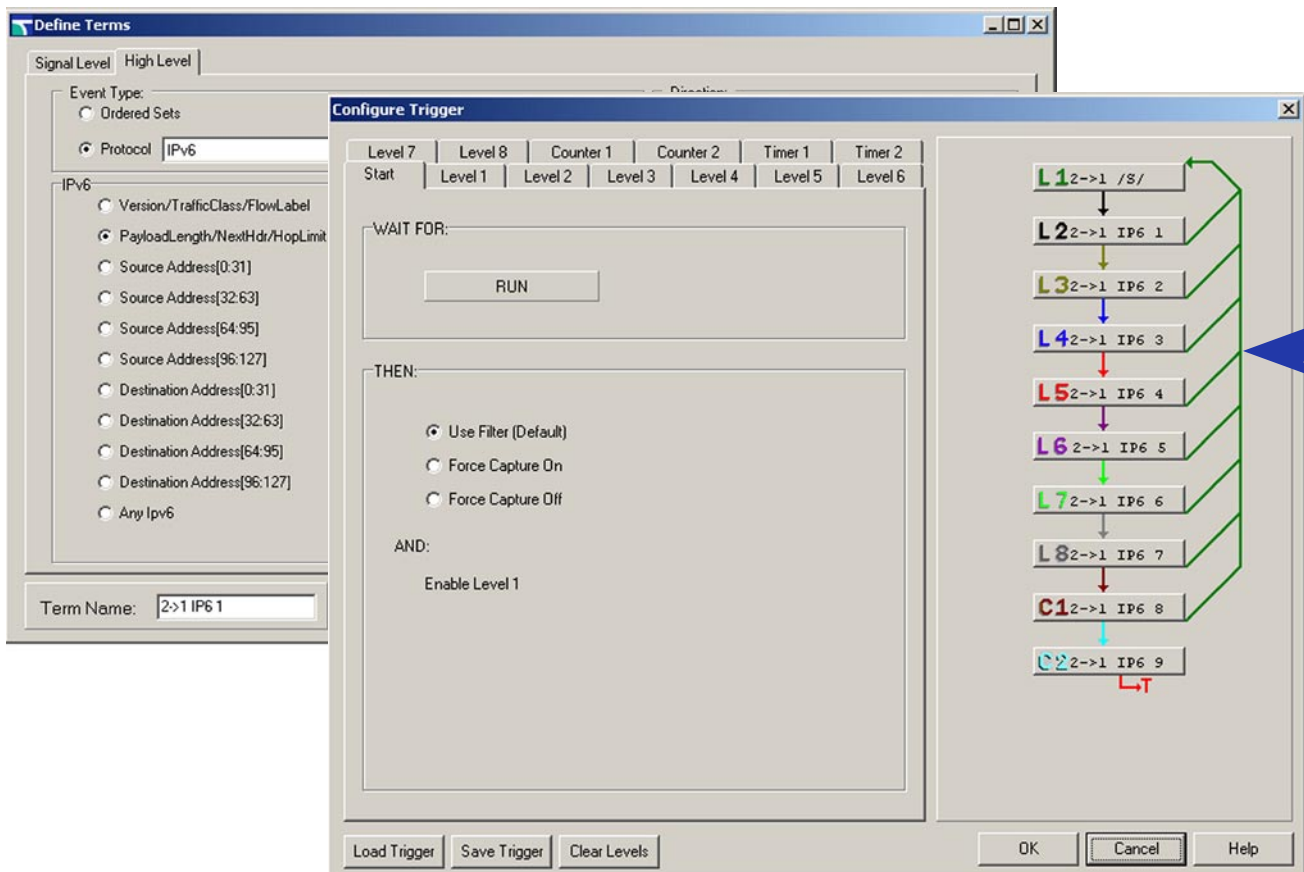 Define Terms
Signal Level High Level
Event Type:
Ordered Sets
Protocol IPv6
IPv6
Version/TrafficClass/FlowLabel
PayloadLength/NextHdr/HopLimit
Source Address[0:31]
Source Address[32:63]
Source Address[64:95]
Source Address[96:127]
Destination Address[0:31]
Destination Address[32:63]
Destination Address[64:95]
Destination Address[96:127]
Any Ipv6
Term Name: 2->1 IP6 1
Configure Trigger
Level 7 Level 8 Counter 1 Counter 2 Timer 1 Timer 2
Start Level 1 Level 2 Level 3 Level 4 Level 5 Level 6
WAIT FOR:
RUN
THEN:
Use Filter (Default)
Force Capture On
Force Capture Off
AND:
Enable Level 1
L 1 2->1 /S/
L 2 2->1 IP6 1
L 3 2->1 IP6 2
L 4 2->1 IP6 3
L 5 2->1 IP6 4
L 6 2->1 IP6 5
L 7 2->1 IP6 6
L 8 2->1 IP6 7
C1 2->1 IP6 8
C2 2->1 IP6 9
T
Load Trigger Save Trigger Clear Levels
OK Cancel Help